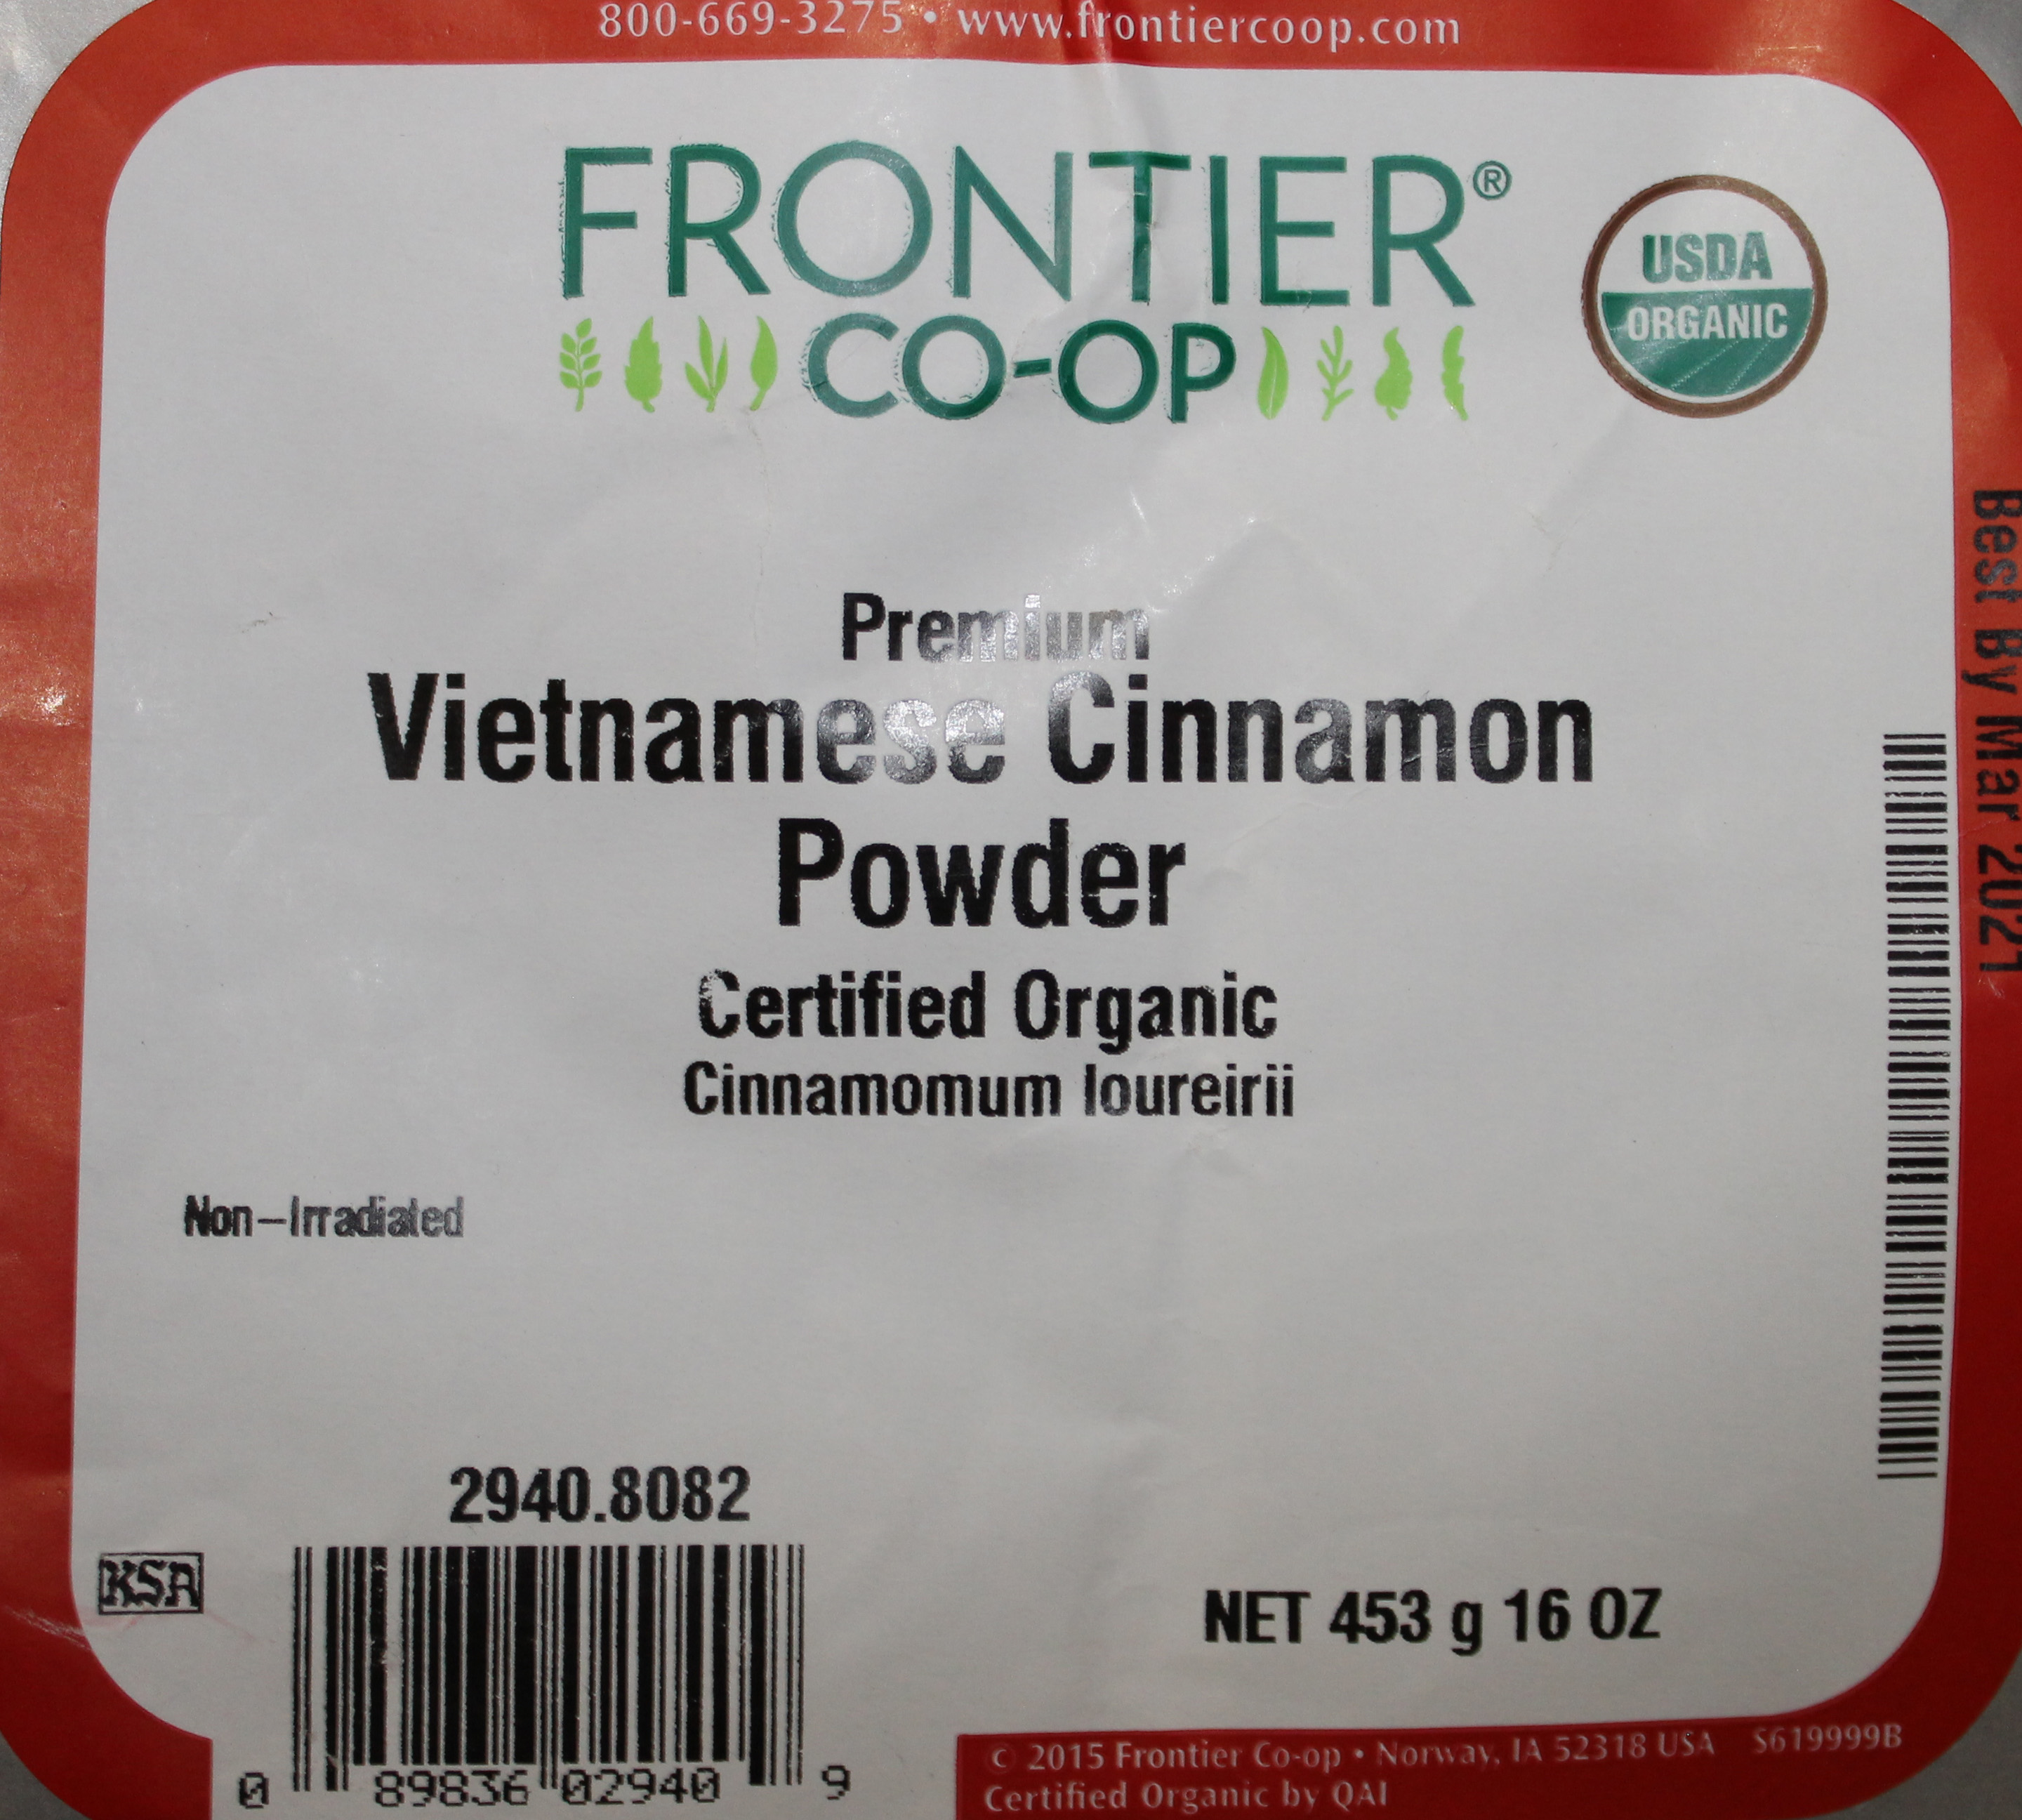 800-669-3275 • www.frontiercoop.com
FRONTIER®
CO-OP
USDA
ORGANIC
Premium
Vietnamese Cinnamon
Powder
Certified Organic
Cinnamomum loureirii
Non-Irradiated
Best By Mar 2021
2940.8082
KSA
0 89836 02940 9
NET 453 g 16 OZ
© 2015 Frontier Co-op • Norway, IA 52318 USA S619999B
Certified Organic by QAI